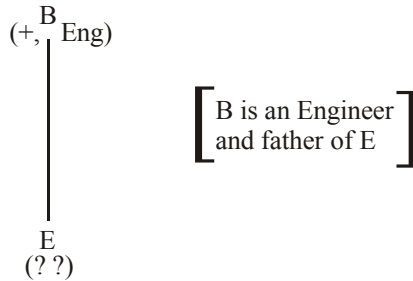 B
(+, Eng)
B is an Engineer
and father of E
E
(? ?)